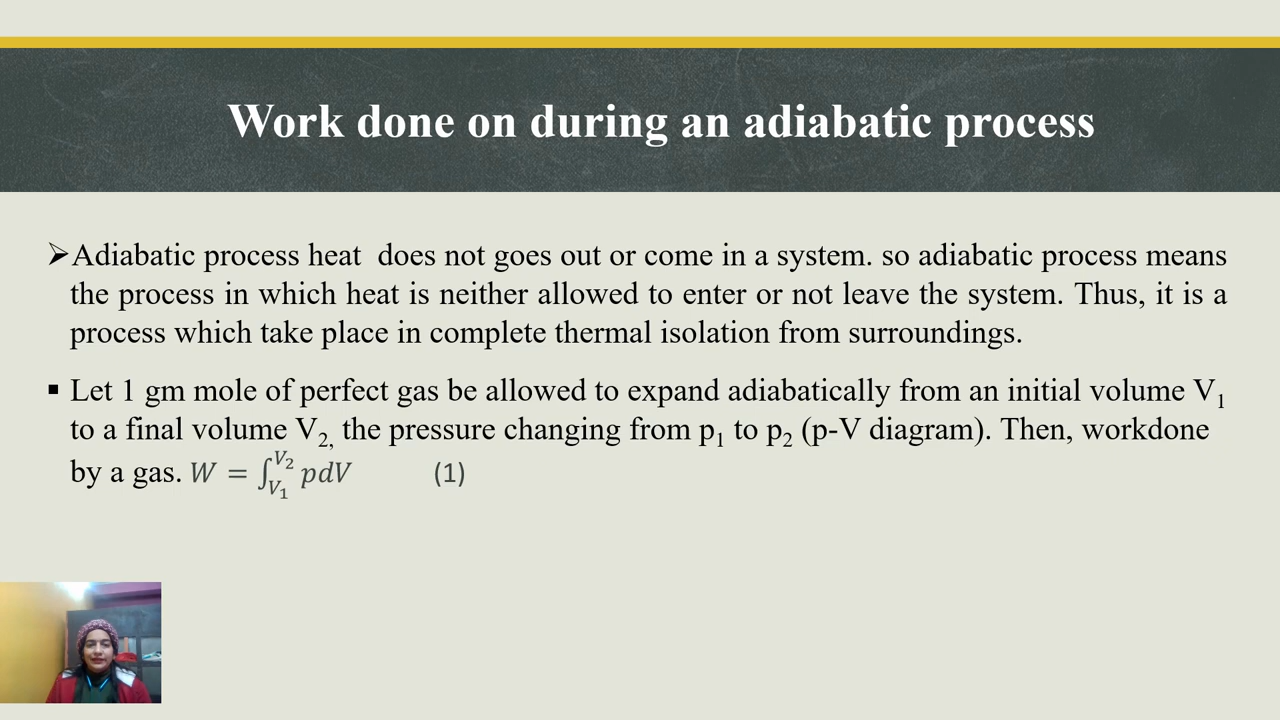 Work done on during an adiabatic process
➢Adiabatic process heat  does not goes out or come in a system. so adiabatic process means
the process in which heat is neither allowed to enter or not leave the system. Thus, it is a
process which take place in complete thermal isolation from surroundings.
▪ Let 1 gm mole of perfect gas be allowed to expand adiabatically from an initial volume V₁
to a final volume V₂, the pressure changing from p₁ to p₂ (p-V diagram). Then, workdone
by a gas. W = ∫_{V₁}^{V₂} pdV (1)